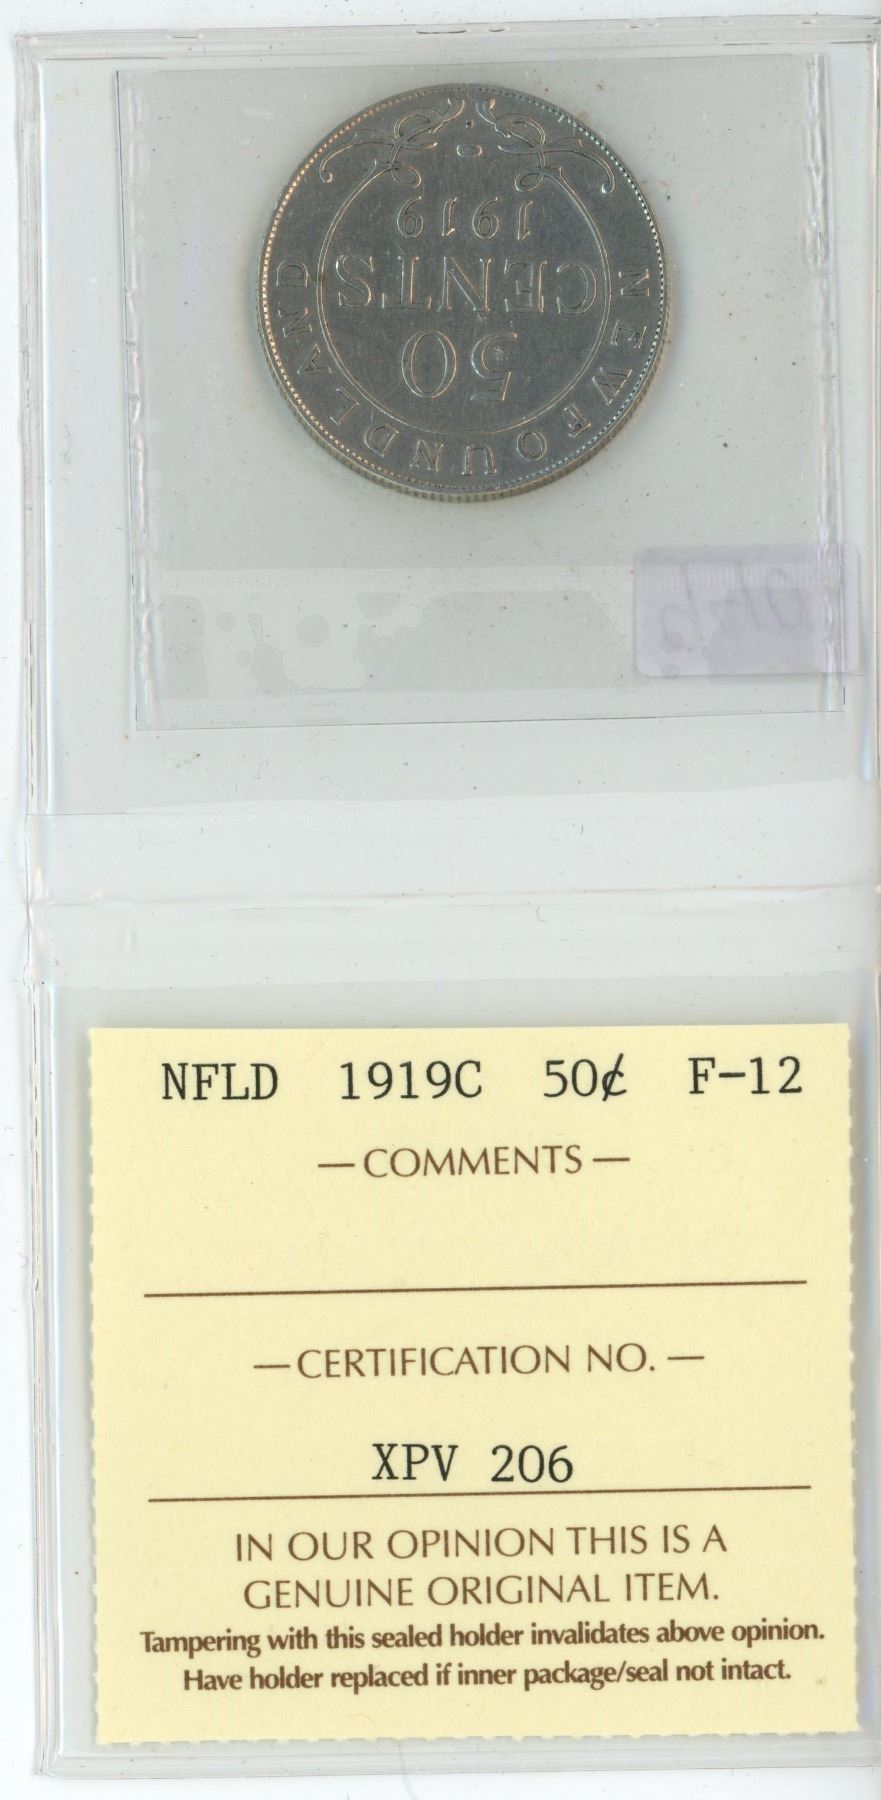 NEWFOUNDLAND
50
CENTS
1919
NFLD 1919C 50¢ F-12
— COMMENTS —
— CERTIFICATION NO. —
XPV 206
IN OUR OPINION THIS IS A
GENUINE ORIGINAL ITEM.
Tampering with this sealed holder invalidates above opinion.
Have holder replaced if inner package/seal not intact.